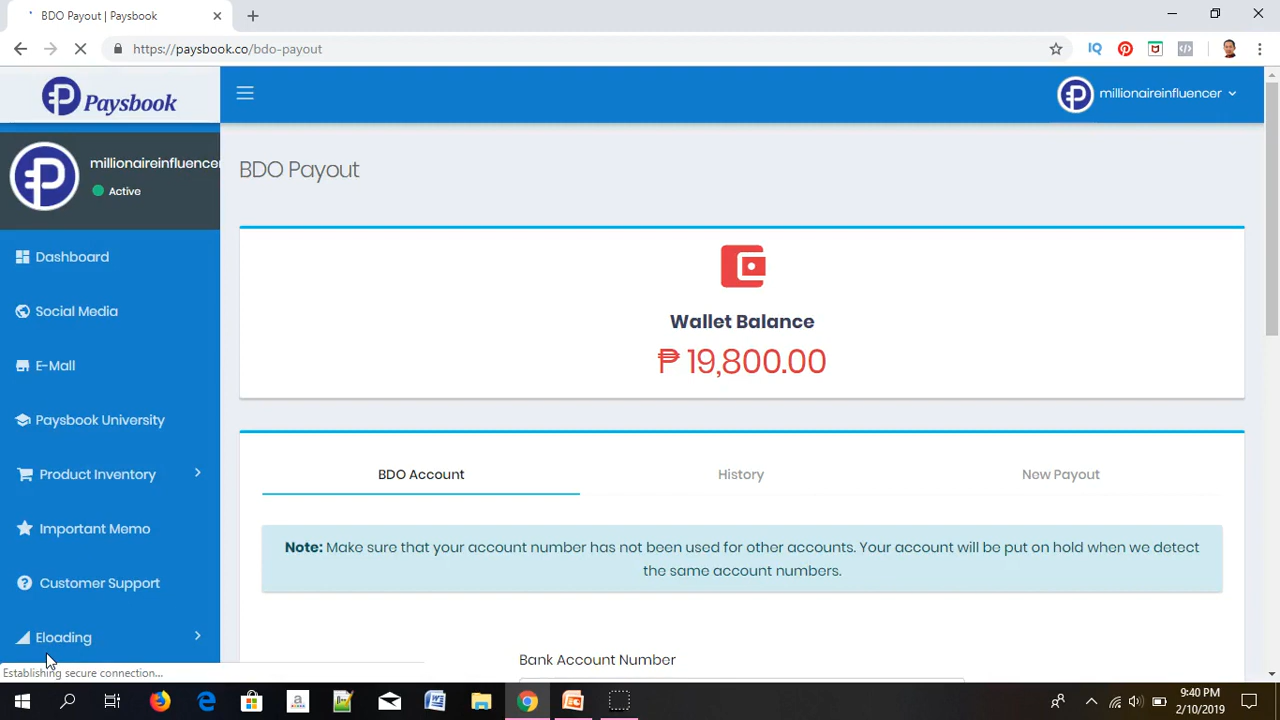 BDO Payout | Paysbook
https://paysbook.co/bdo-payout
IQ
Paysbook
millionaireinfluencer
millionaireinfluencer
Active
BDO Payout
Dashboard
Social Media
E-Mall
Paysbook University
Product Inventory
Important Memo
Customer Support
Eloading
Wallet Balance
₱ 19,800.00
BDO Account
History
New Payout
Note: Make sure that your account number has not been used for other accounts. Your account will be put on hold when we detect
the same account numbers.
Bank Account Number
Establishing secure connection...
9:40 PM
2/10/2019